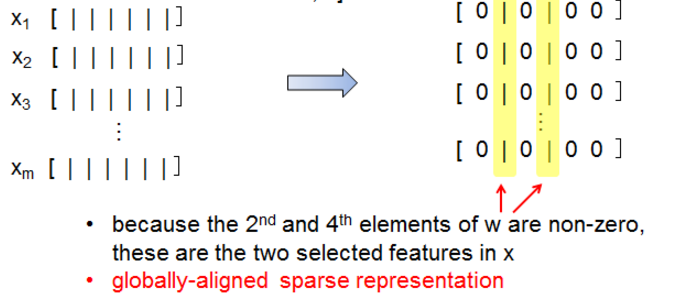 x₁ [ | | | | | | ] [ 0 | 0 | 0 0 ]
x₂ [ | | | | | | ] [ 0 | 0 | 0 0 ]
x₃ [ | | | | | | ] [ 0 | 0 | 0 0 ]
⋮ ⋮
xₘ [ | | | | | | ] [ 0 | 0 | 0 0 ]
• because the 2nd and 4th elements of w are non-zero,
these are the two selected features in x
• globally-aligned sparse representation